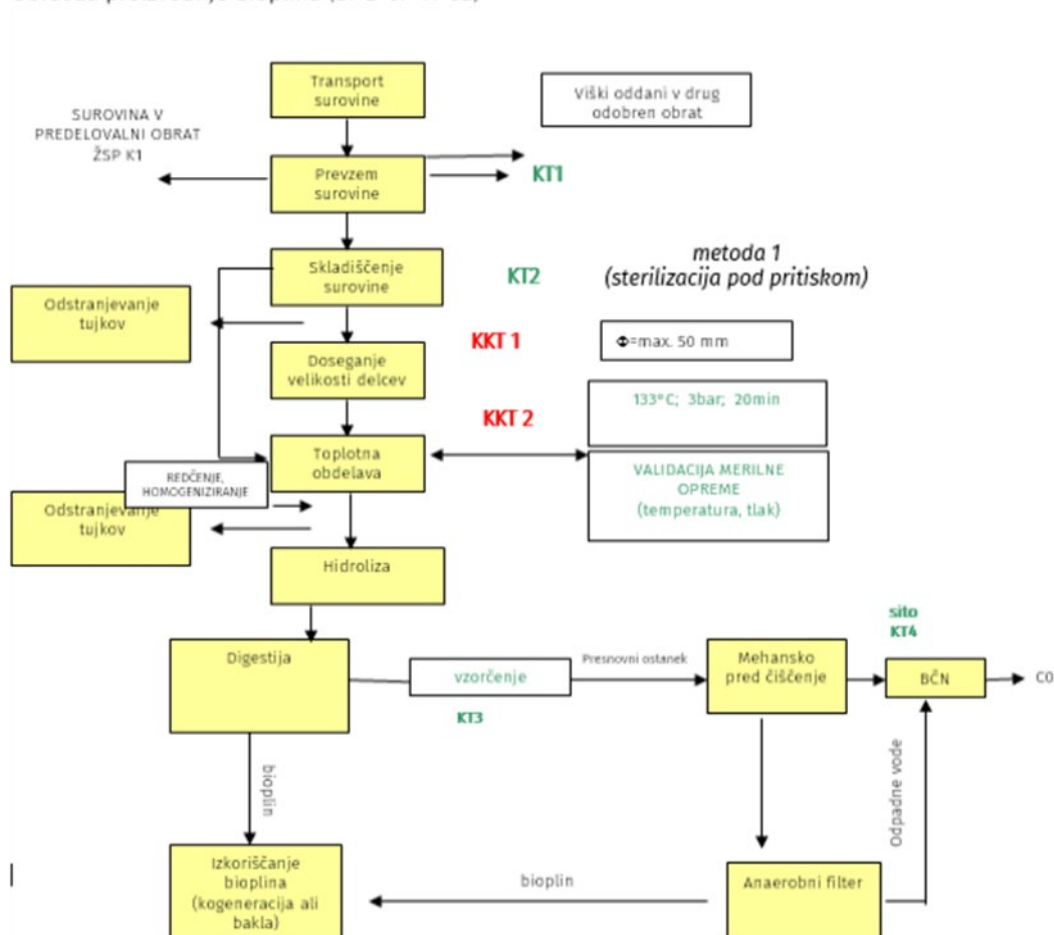 Transport
surovine
Viški oddani v drug
odobren obrat
SUROVINA V
PREDELOVALNI OBRAT
ŽSP K1
Prevzem
surovine
KT1
Skladiščenje
surovine
KT2
metoda 1
(sterilizacija pod pritiskom)
Odstranjevanje
tujkov
KKT 1
Φ=max. 50 mm
Doseganje
velikosti delcev
KKT 2
133°C; 3bar; 20min
Toplotna
obdelava
VALIDACIJA MERILNE
OPREME
(temperatura, tlak)
REDČENJE,
HOMOGENIZIRANJE
Odstranjevanje
tujkov
Hidroliza
sito
KT4
Digestija
vzorčenje
KT3
Presnovni ostanek
Mehansko
pred čiščenje
BČN
CO
bioplin
Odpadne vode
Izkoriščanje
bioplina
(kogeneracija ali
bakla)
bioplin
Anaerobni filter